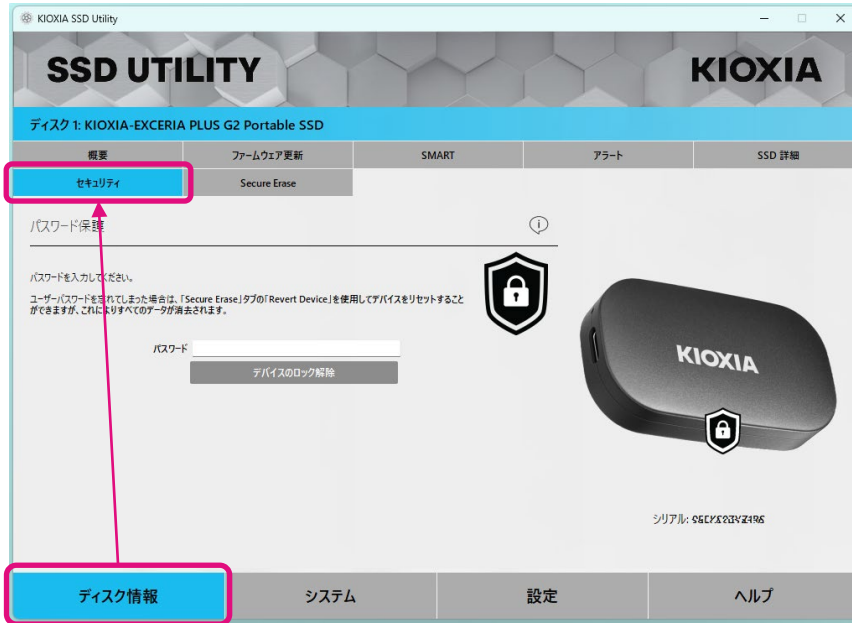 KIOXIA SSD Utility
SSD UTILITY
KIOXIA
ディスク 1: KIOXIA-EXCERIA PLUS G2 Portable SSD
概要
ファームウェア更新
SMART
アラート
SSD 詳細
セキュリティ
Secure Erase
パスワード保護
パスワードを入力してください。
ユーザーパスワードを忘れてしまった場合は、「Secure Erase」タブの「Revert Device」を使用してデバイスをリセットすること
ができますが、これによりすべてのデータが消去されます。
パスワード
デバイスのロック解除
KIOXIA
シリアル:
ディスク情報
システム
設定
ヘルプ